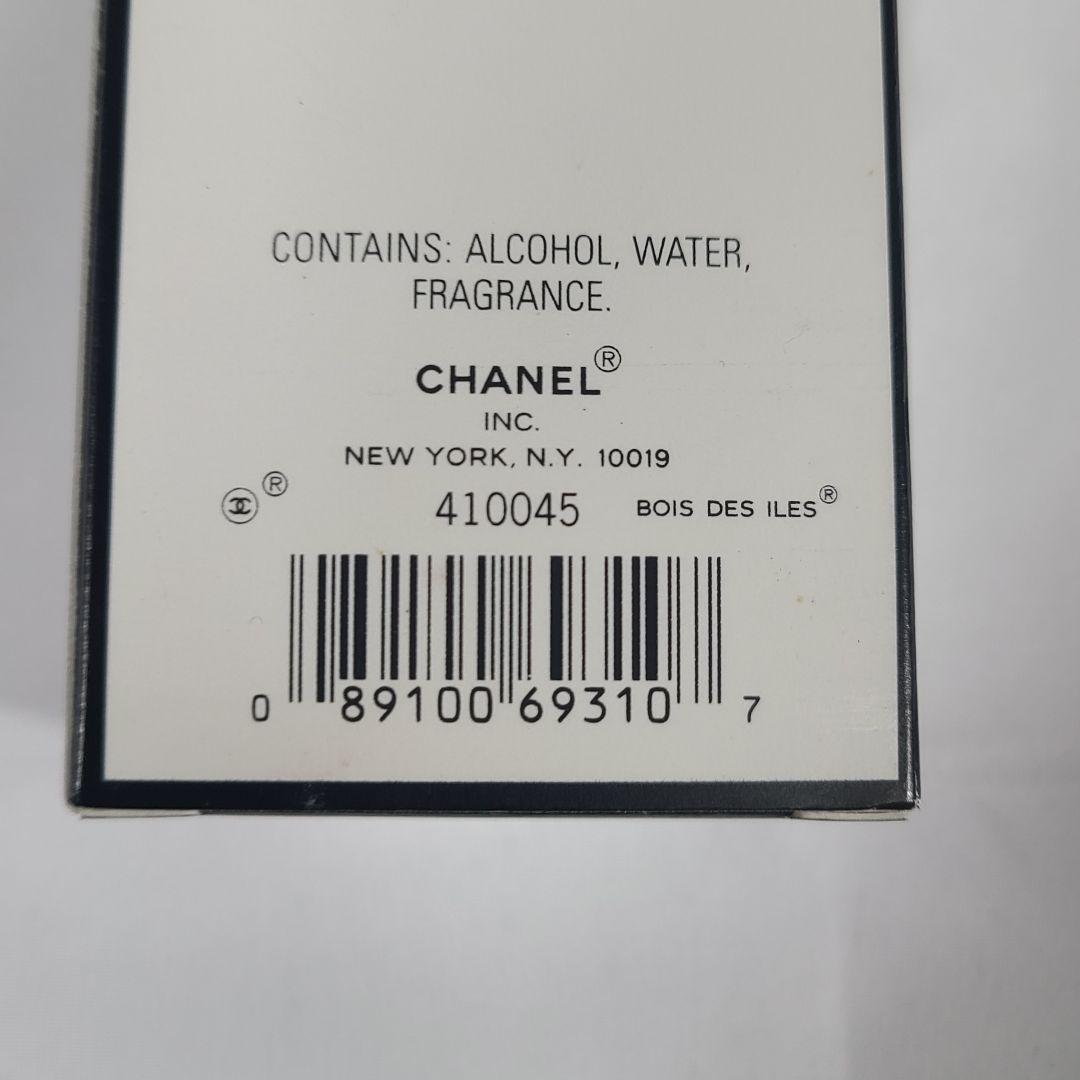 CONTAINS: ALCOHOL, WATER,
FRAGRANCE.
CHANEL®
INC.
NEW YORK, N.Y. 10019
® 410045 BOIS DES ILES®
0 89100 69310 7